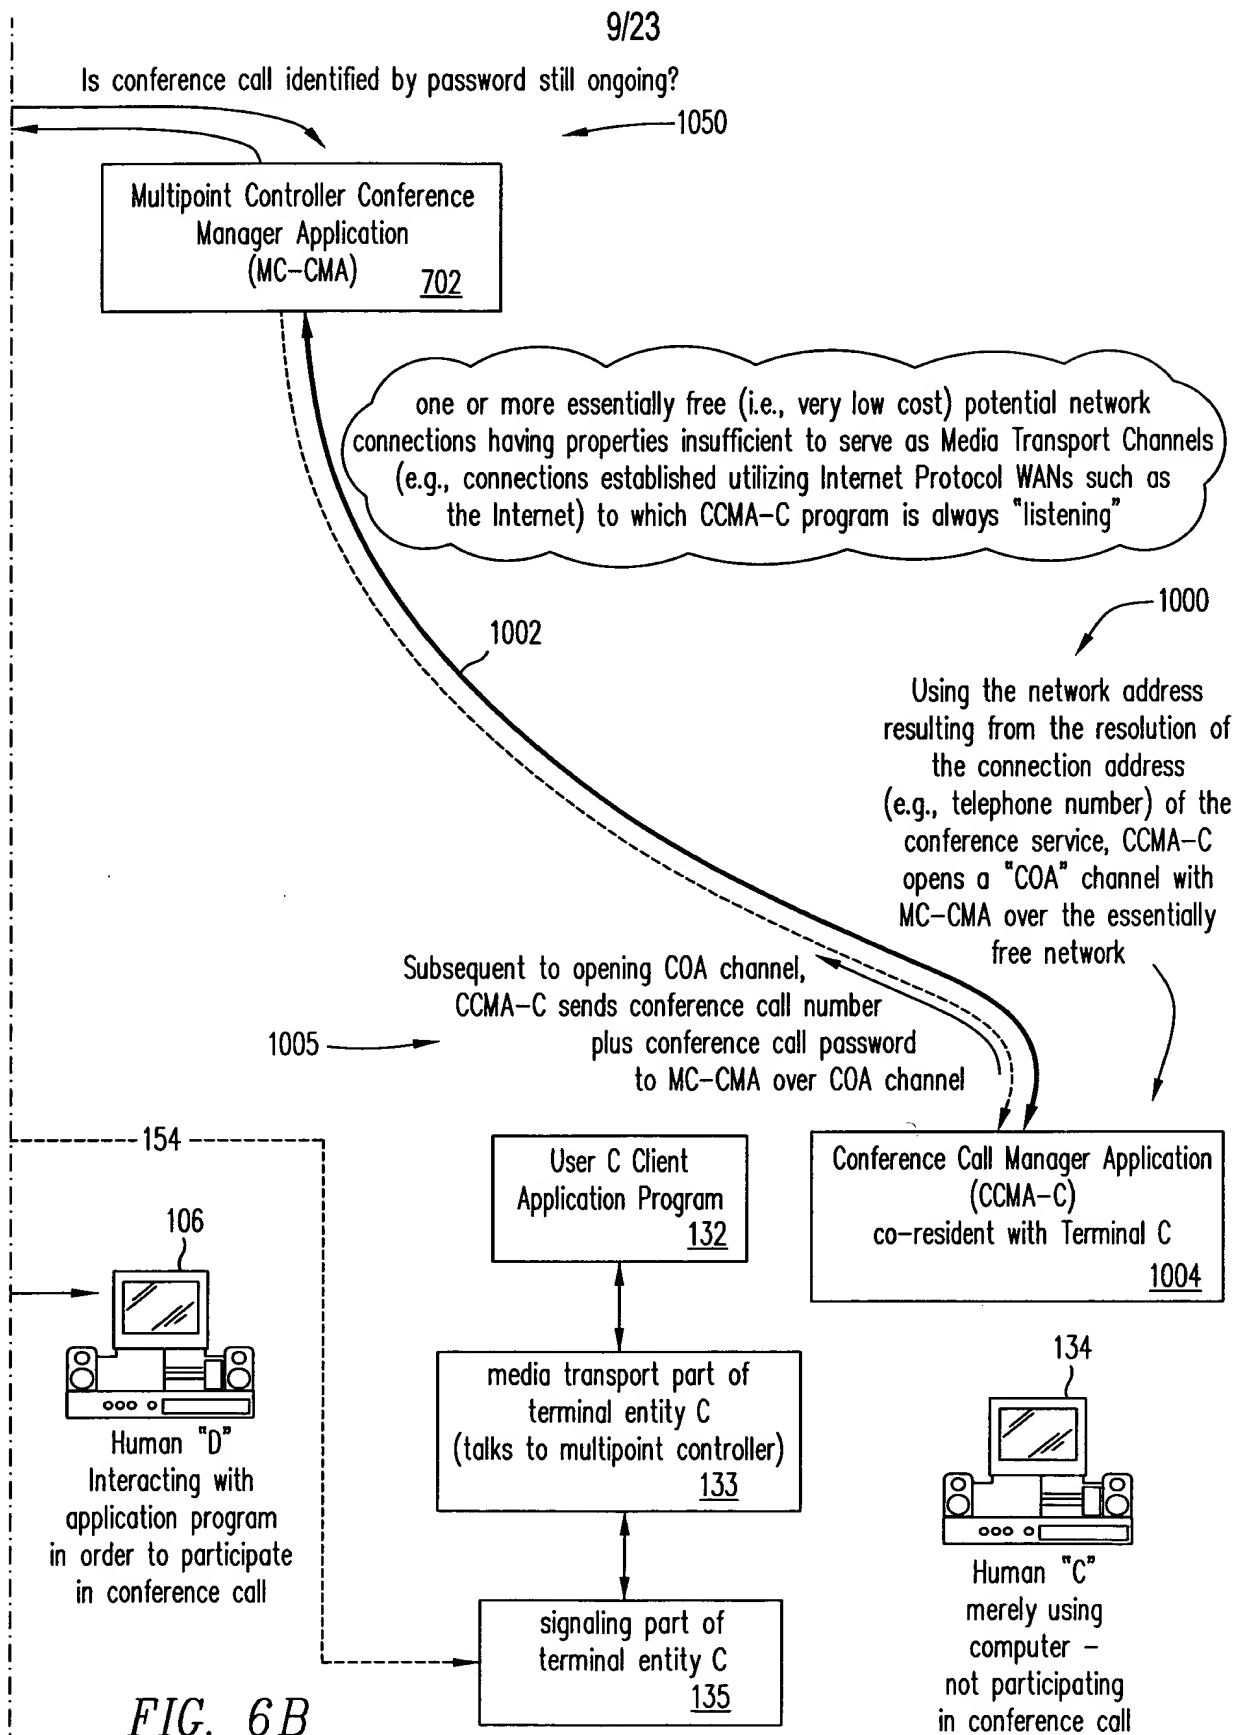 9/23
Is conference call identified by password still ongoing?
1050
Multipoint Controller Conference
Manager Application
(MC-CMA)
702
one or more essentially free (i.e., very low cost) potential network
connections having properties insufficient to serve as Media Transport Channels
(e.g., connections established utilizing Internet Protocol WANs such as
the Internet) to which CCMA-C program is always "listening"
1000
1002
Using the network address
resulting from the resolution of
the connection address
(e.g., telephone number) of the
conference service, CCMA-C
opens a "COA" channel with
MC-CMA over the essentially
free network
Subsequent to opening COA channel,
CCMA-C sends conference call number
plus conference call password
to MC-CMA over COA channel
1005
154
User C Client
Application Program
132
Conference Call Manager Application
(CCMA-C)
co-resident with Terminal C
1004
106
Human "D"
Interacting with
application program
in order to participate
in conference call
media transport part of
terminal entity C
(talks to multipoint controller)
133
134
Human "C"
merely using
computer -
not participating
in conference call
signaling part of
terminal entity C
135
FIG. 6B